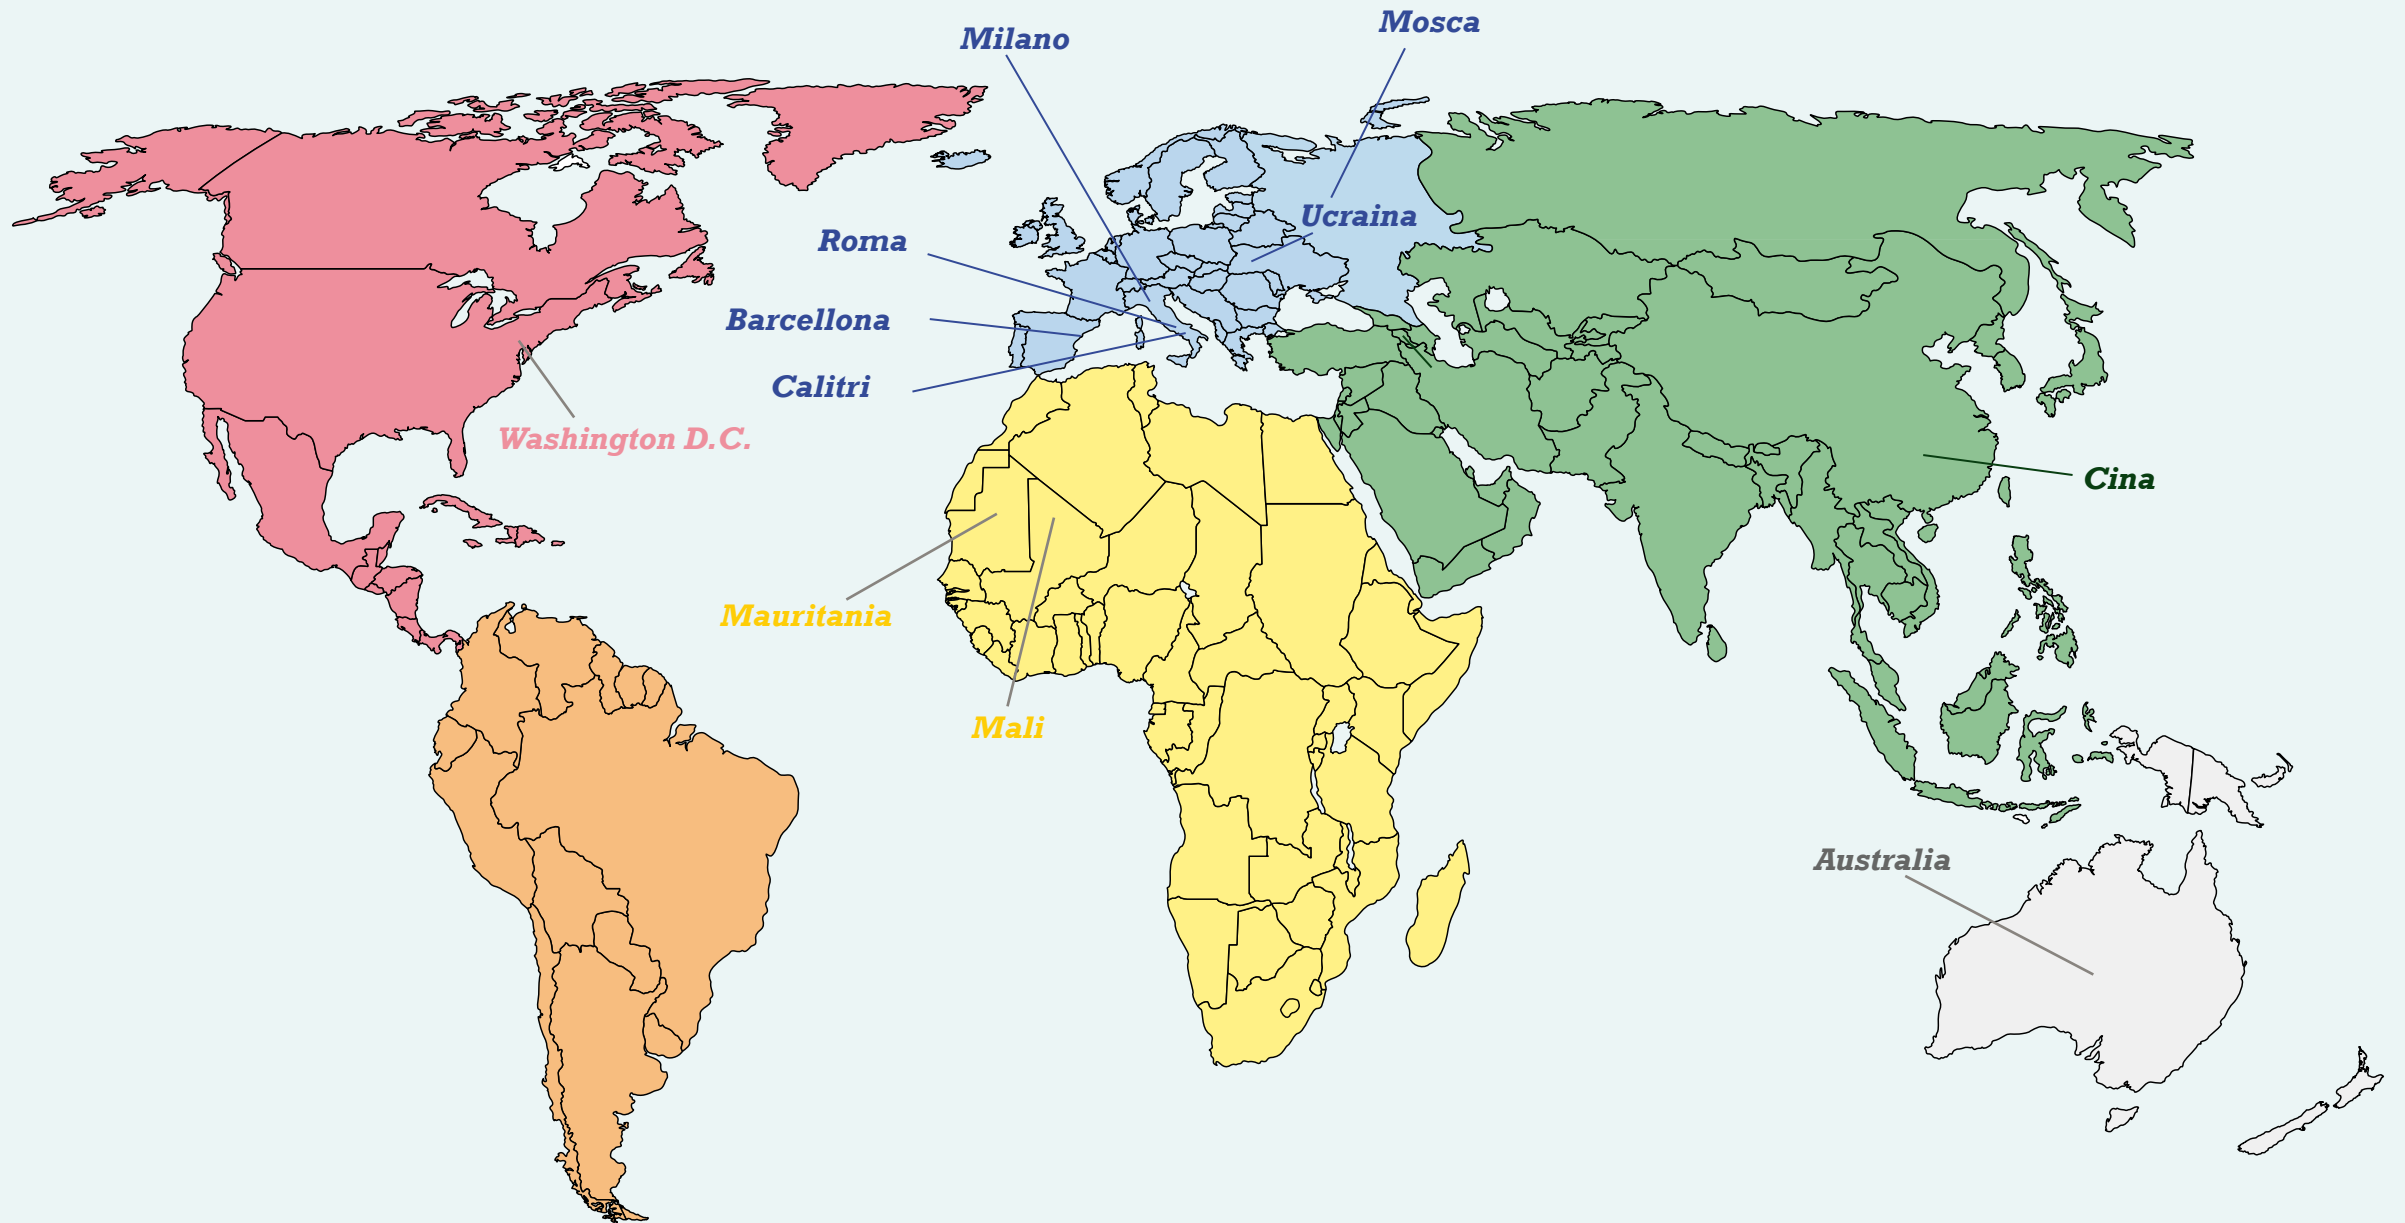 Mosca
Milano
Ucraina
Roma
Barcellona
Calitri
Washington D.C.
Cina
Mauritania
Mali
Australia